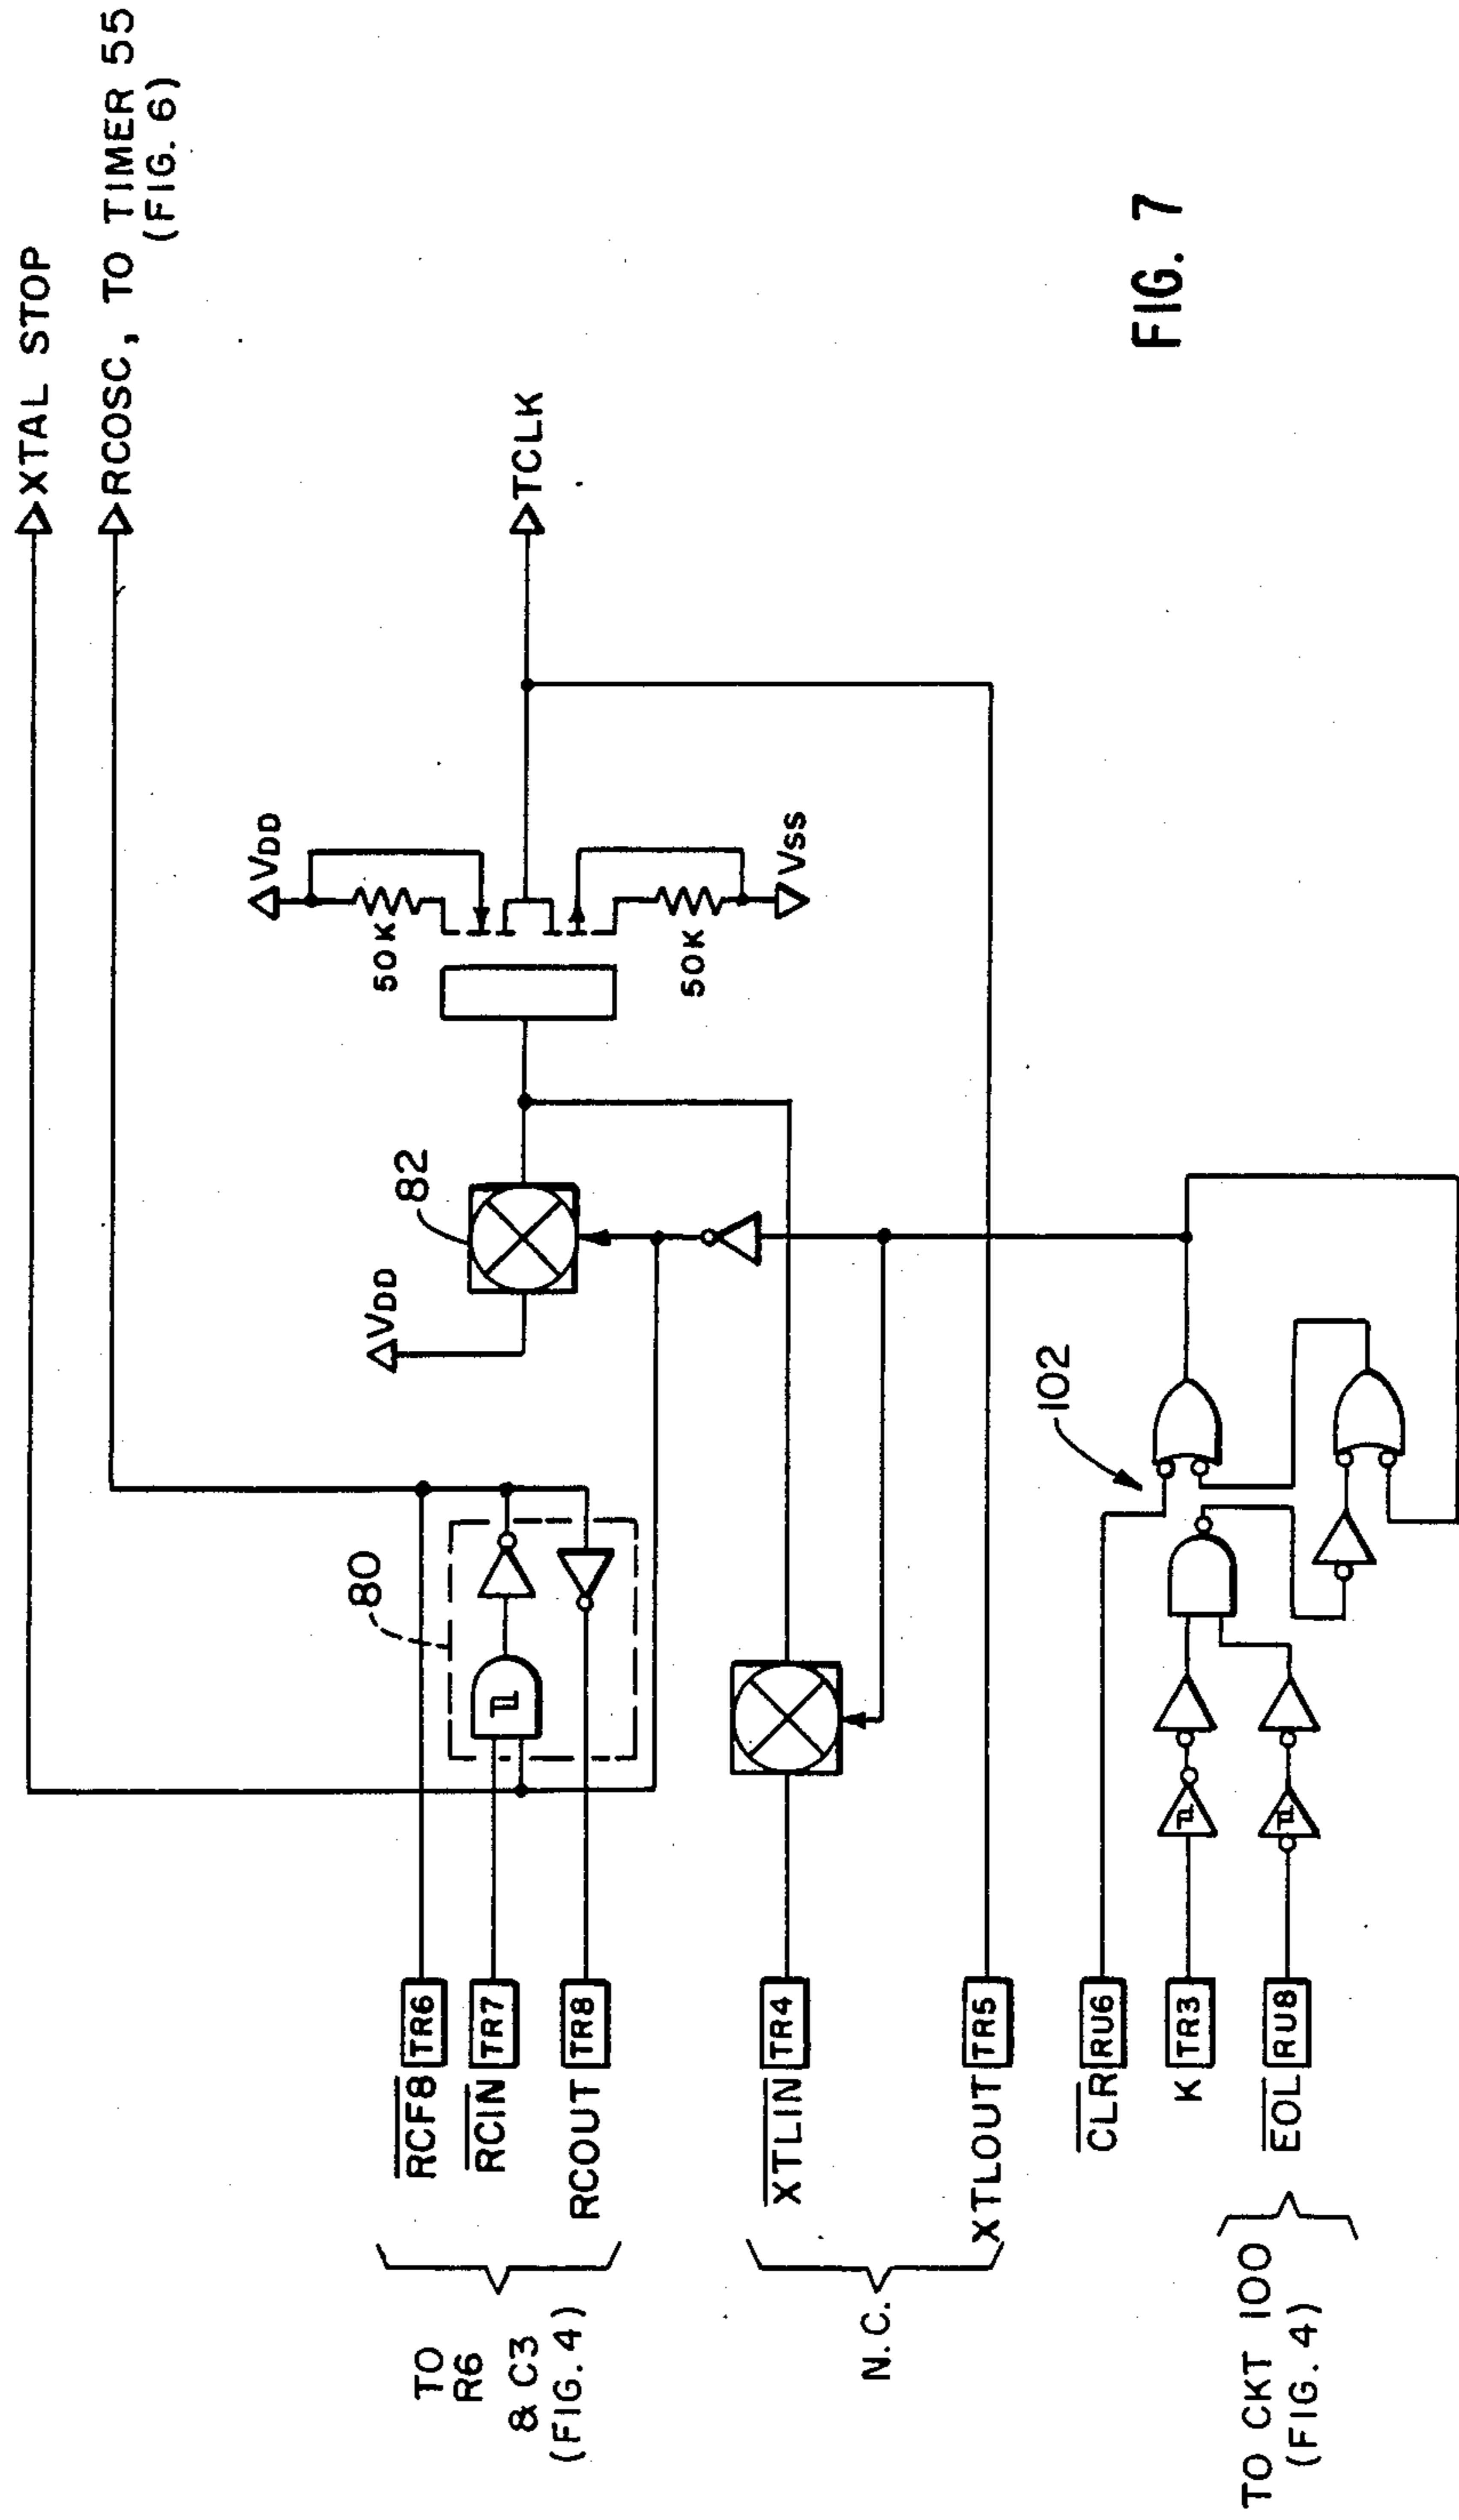 XTAL STOP
RCOSC, TO TIMER 55
(FIG. 6)
80
VDD
82
VDD
50K
50K
VSS
TCLK
TO
R6
& C3
(FIG. 4)
RCF8 TR6
RCIN TR7
RCOUT TR8
N.C.
XTLIN TR4
XTLOUT TR5
102
TO CKT 100
(FIG. 4)
CLR RU6
K TR3
EOL RU8
FIG. 7